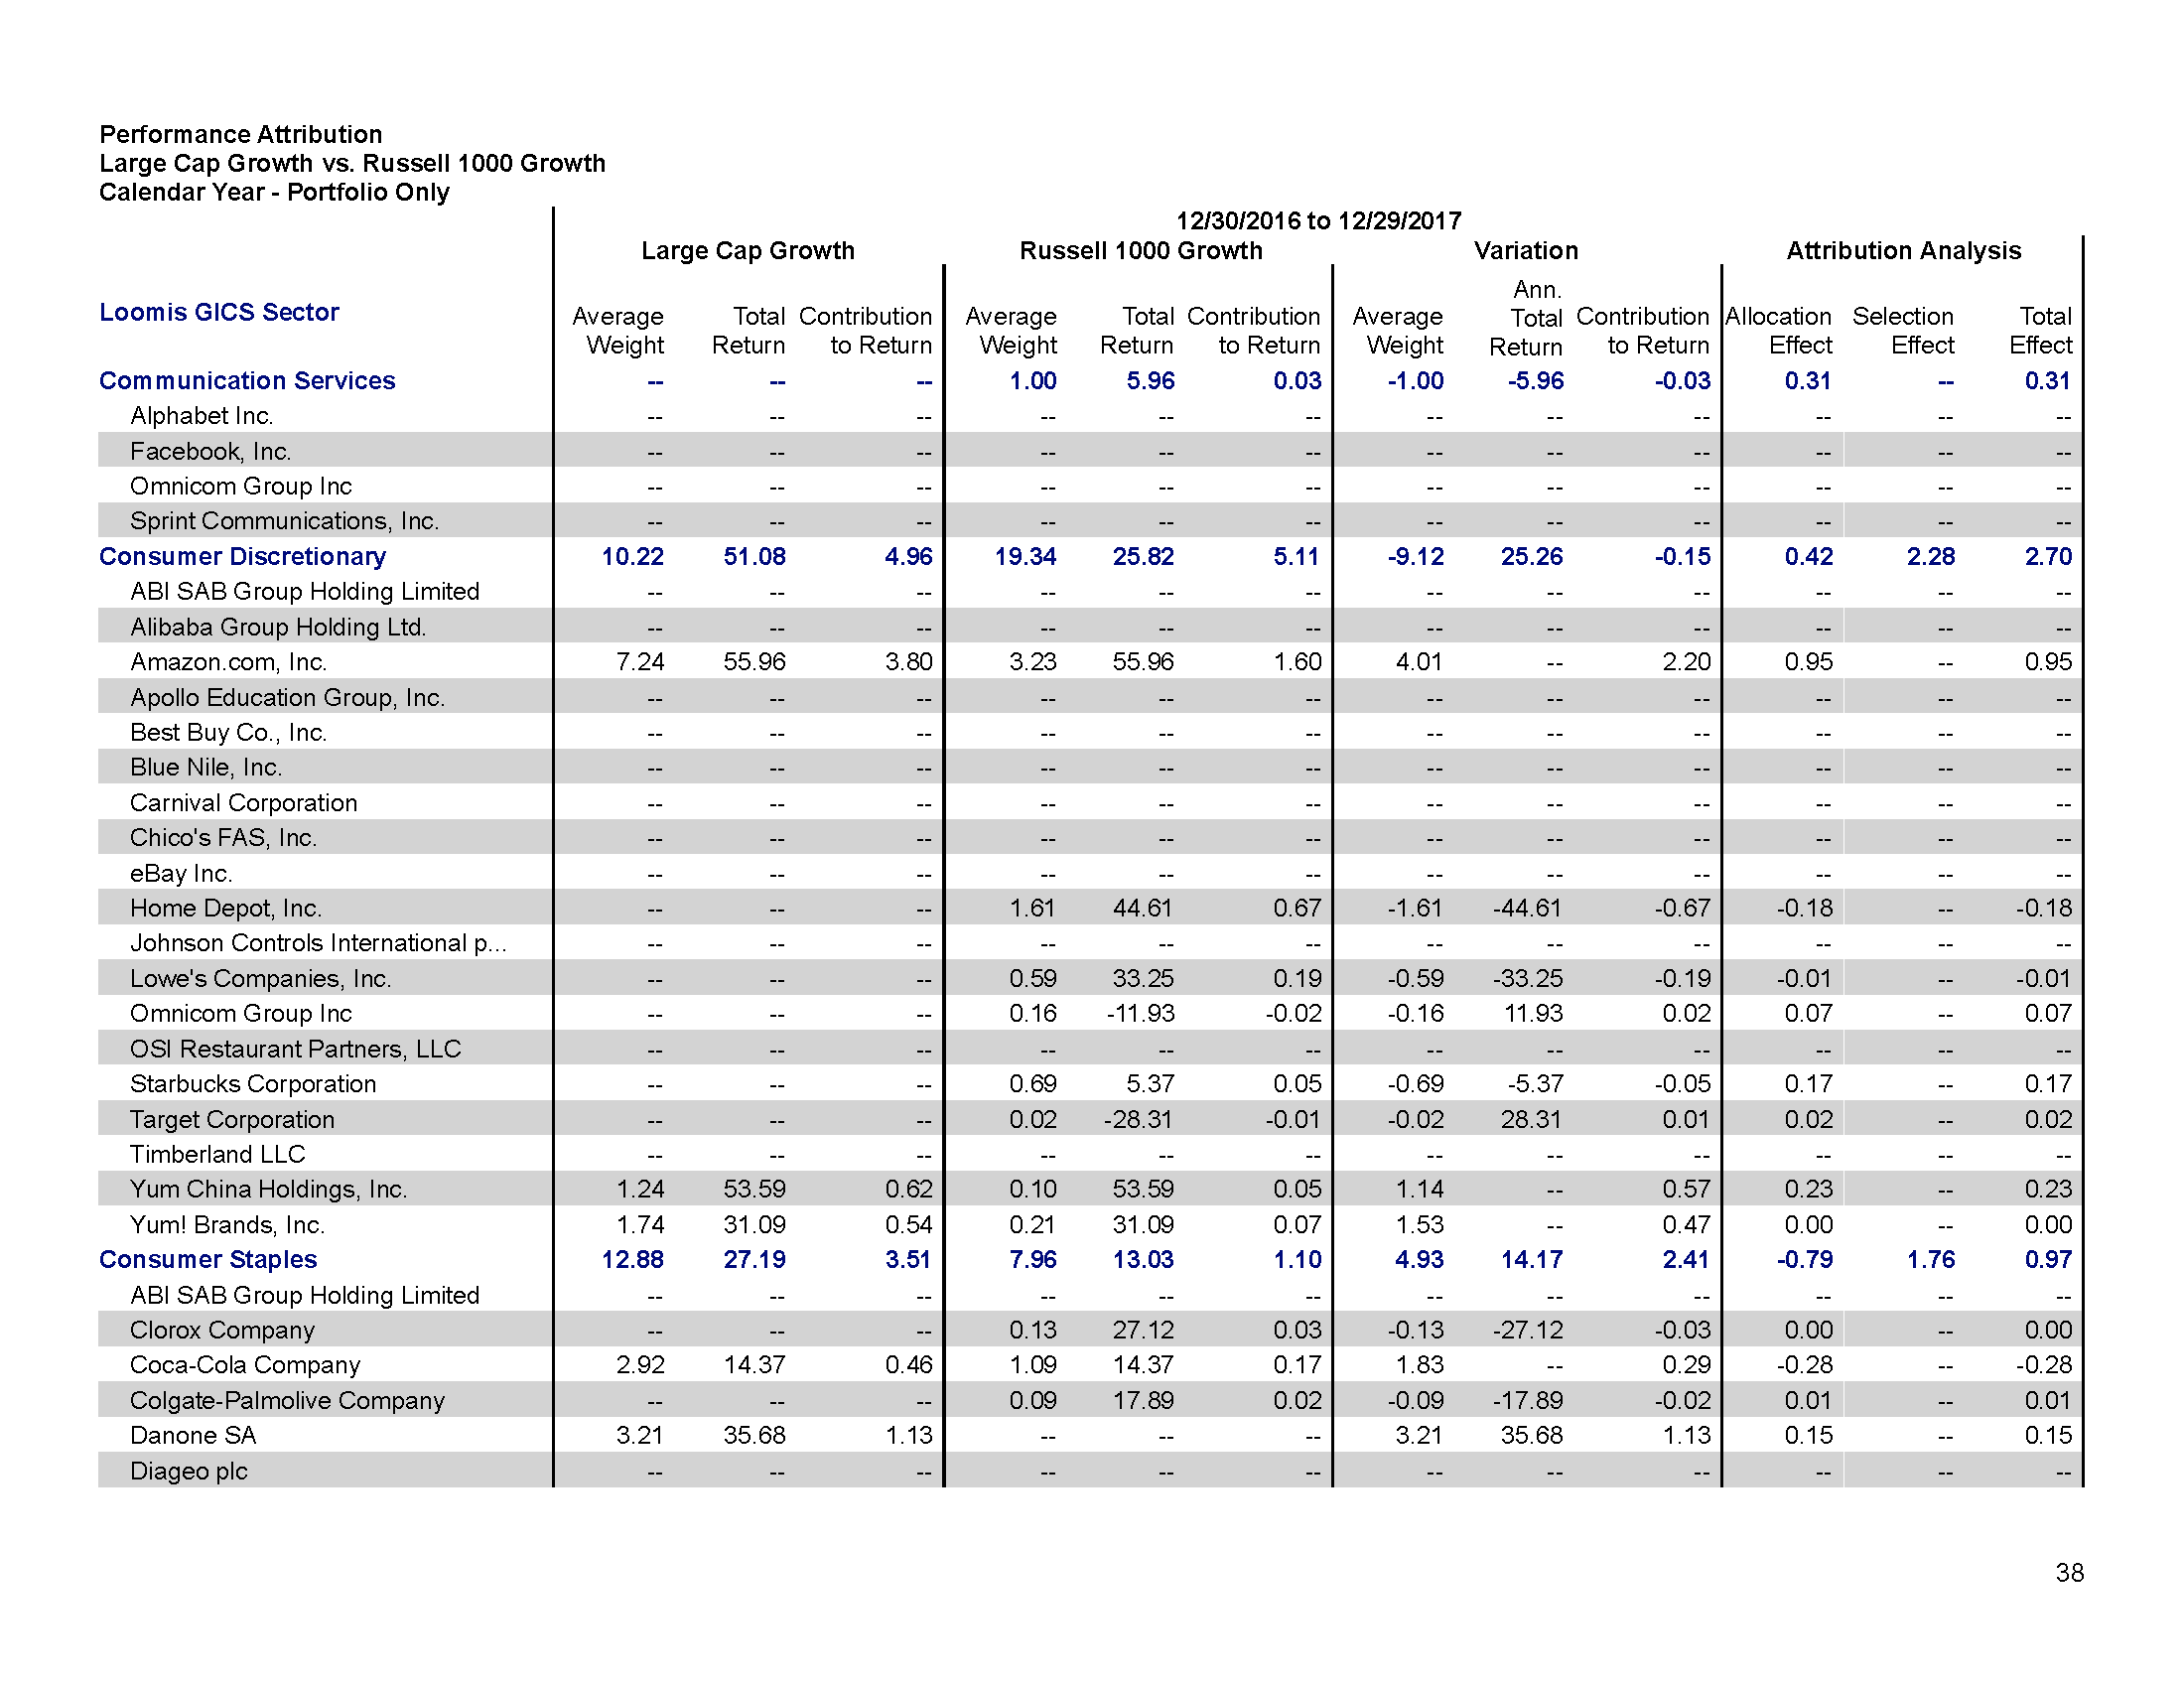 Performance Attribution
Large Cap Growth vs. Russell 1000 Growth
Calendar Year - Portfolio Only
12/30/2016 to 12/29/2017
Large Cap Growth Russell 1000 Growth Variation Attribution Analysis
Loomis GICS Sector Average Weight Total Return Contribution to Return Average Weight Total Return Contribution to Return Average Weight Ann. Total Return Contribution to Return Allocation Effect Selection Effect Total Effect
Communication Services -- -- -- 1.00 5.96 0.03 -1.00 -5.96 -0.03 0.31 -- 0.31
Alphabet Inc. -- -- -- -- -- -- -- -- -- -- -- --
Facebook, Inc. -- -- -- -- -- -- -- -- -- -- -- --
Omnicom Group Inc -- -- -- -- -- -- -- -- -- -- -- --
Sprint Communications, Inc. -- -- -- -- -- -- -- -- -- -- -- --
Consumer Discretionary 10.22 51.08 4.96 19.34 25.82 5.11 -9.12 25.26 -0.15 0.42 2.28 2.70
ABI SAB Group Holding Limited -- -- -- -- -- -- -- -- -- -- -- --
Alibaba Group Holding Ltd. -- -- -- -- -- -- -- -- -- -- -- --
Amazon.com, Inc. 7.24 55.96 3.80 3.23 55.96 1.60 4.01 -- 2.20 0.95 -- 0.95
Apollo Education Group, Inc. -- -- -- -- -- -- -- -- -- -- -- --
Best Buy Co., Inc. -- -- -- -- -- -- -- -- -- -- -- --
Blue Nile, Inc. -- -- -- -- -- -- -- -- -- -- -- --
Carnival Corporation -- -- -- -- -- -- -- -- -- -- -- --
Chico's FAS, Inc. -- -- -- -- -- -- -- -- -- -- -- --
eBay Inc. -- -- -- -- -- -- -- -- -- -- -- --
Home Depot, Inc. -- -- -- 1.61 44.61 0.67 -1.61 -44.61 -0.67 -0.18 -- -0.18
Johnson Controls International p... -- -- -- -- -- -- -- -- -- -- -- --
Lowe's Companies, Inc. -- -- -- 0.59 33.25 0.19 -0.59 -33.25 -0.19 -0.01 -- -0.01
Omnicom Group Inc -- -- -- 0.16 -11.93 -0.02 -0.16 11.93 0.02 0.07 -- 0.07
OSI Restaurant Partners, LLC -- -- -- -- -- -- -- -- -- -- -- --
Starbucks Corporation -- -- -- 0.69 5.37 0.05 -0.69 -5.37 -0.05 0.17 -- 0.17
Target Corporation -- -- -- 0.02 -28.31 -0.01 -0.02 28.31 0.01 0.02 -- 0.02
Timberland LLC -- -- -- -- -- -- -- -- -- -- -- --
Yum China Holdings, Inc. 1.24 53.59 0.62 0.10 53.59 0.05 1.14 -- 0.57 0.23 -- 0.23
Yum! Brands, Inc. 1.74 31.09 0.54 0.21 31.09 0.07 1.53 -- 0.47 0.00 -- 0.00
Consumer Staples 12.88 27.19 3.51 7.96 13.03 1.10 4.93 14.17 2.41 -0.79 1.76 0.97
ABI SAB Group Holding Limited -- -- -- -- -- -- -- -- -- -- -- --
Clorox Company -- -- -- 0.13 27.12 0.03 -0.13 -27.12 -0.03 0.00 -- 0.00
Coca-Cola Company 2.92 14.37 0.46 1.09 14.37 0.17 1.83 -- 0.29 -0.28 -- -0.28
Colgate-Palmolive Company -- -- -- 0.09 17.89 0.02 -0.09 -17.89 -0.02 0.01 -- 0.01
Danone SA 3.21 35.68 1.13 -- -- -- 3.21 35.68 1.13 0.15 -- 0.15
Diageo plc -- -- -- -- -- -- -- -- -- -- -- --
38